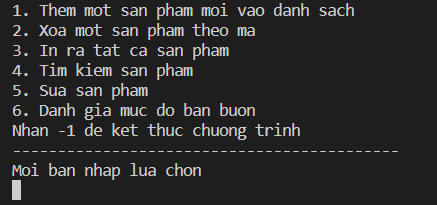 1. Them mot san pham moi vao danh sach
2. Xoa mot san pham theo ma
3. In ra tat ca san pham
4. Tim kiem san pham
5. Sua san pham
6. Danh gia muc do ban buon
Nhan -1 de ket thuc chuong trinh
-------------------------------------------
Moi ban nhap lua chon